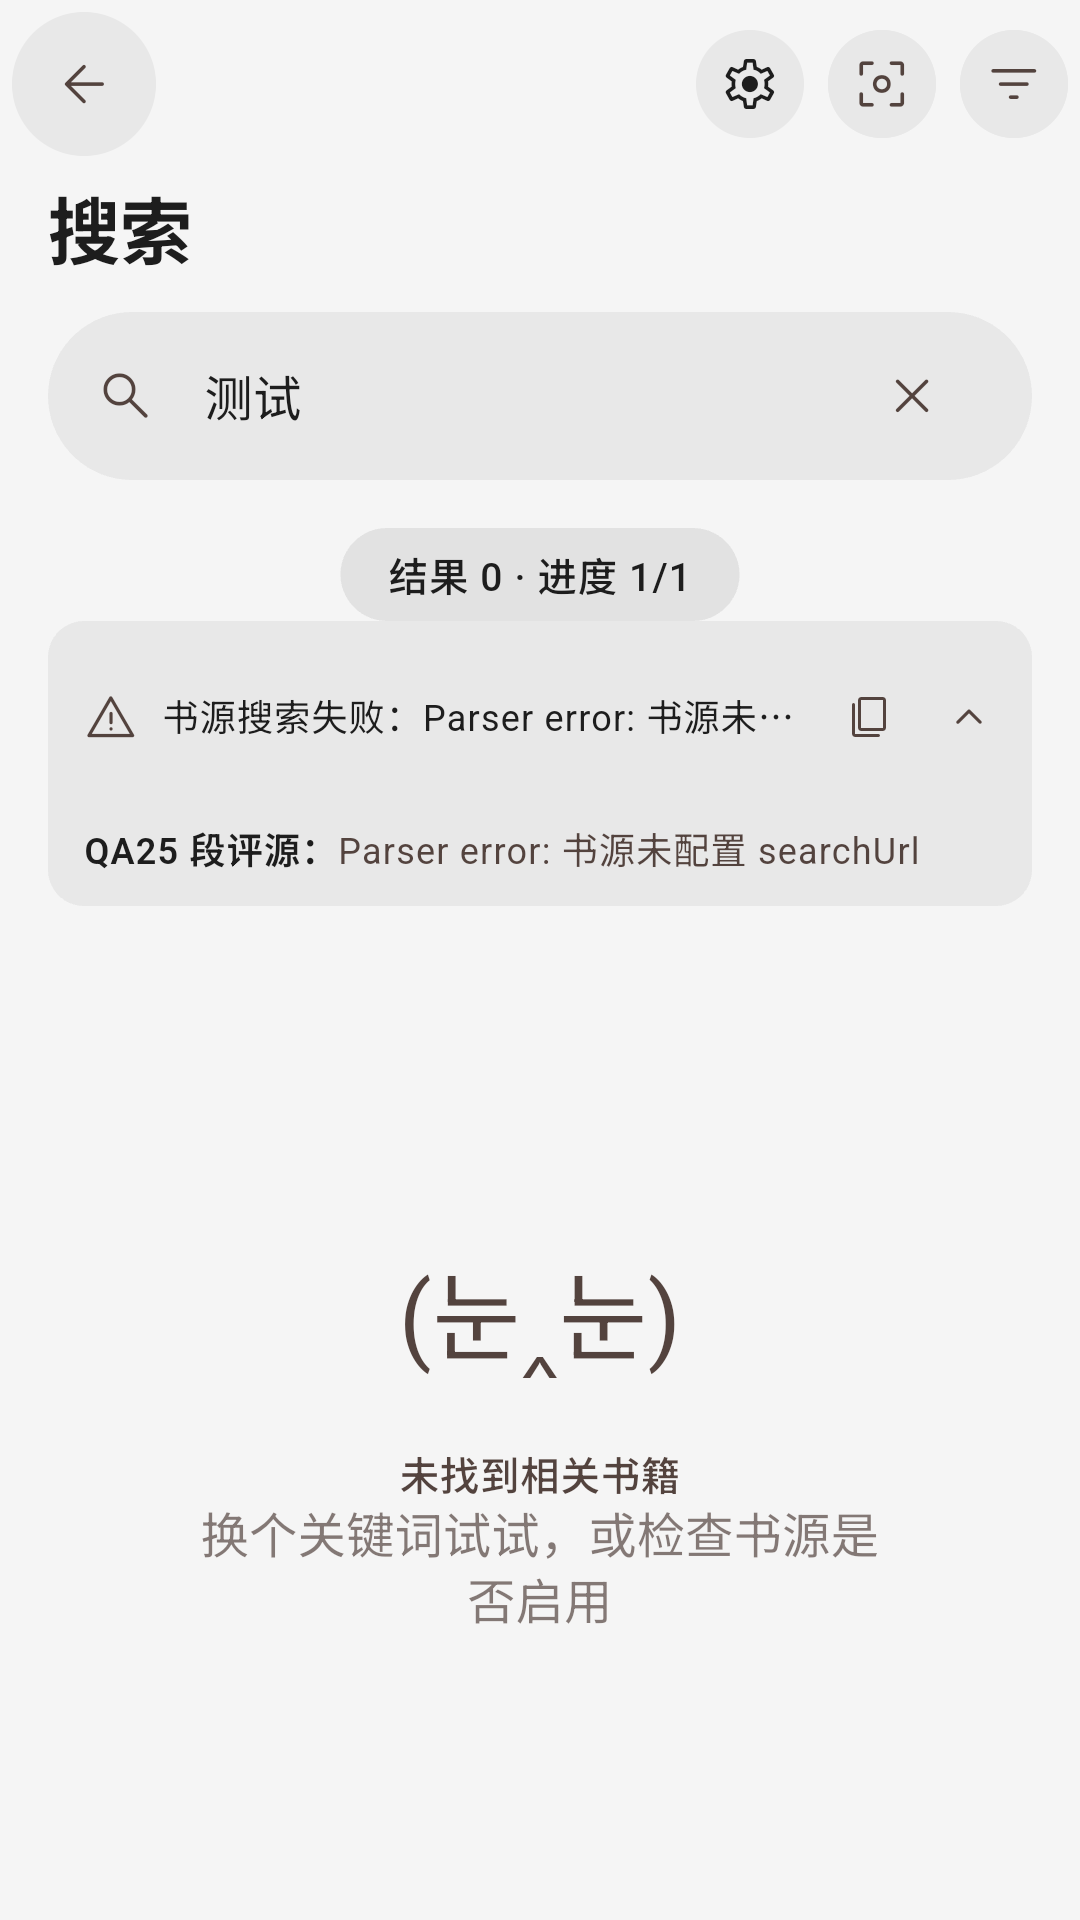 搜索
测试
结果 0 · 进度 1/1
书源搜索失败：Parser error: 书源未…
QA25 段评源：Parser error: 书源未配置 searchUrl
(눈‸눈)
未找到相关书籍
换个关键词试试，或检查书源是
否启用